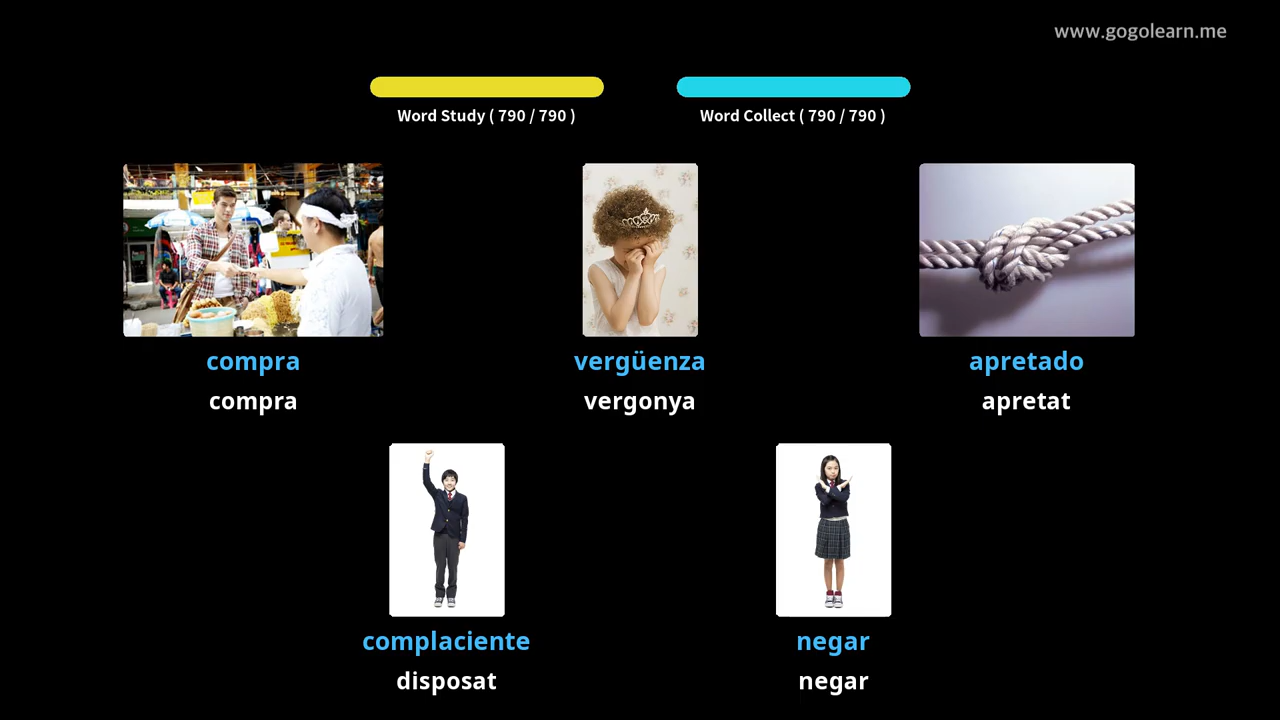 www.gogolearn.me
Word Study ( 790 / 790 )
Word Collect ( 790 / 790 )
compra
compra
vergüenza
vergonya
apretado
apretat
complaciente
disposat
negar
negar